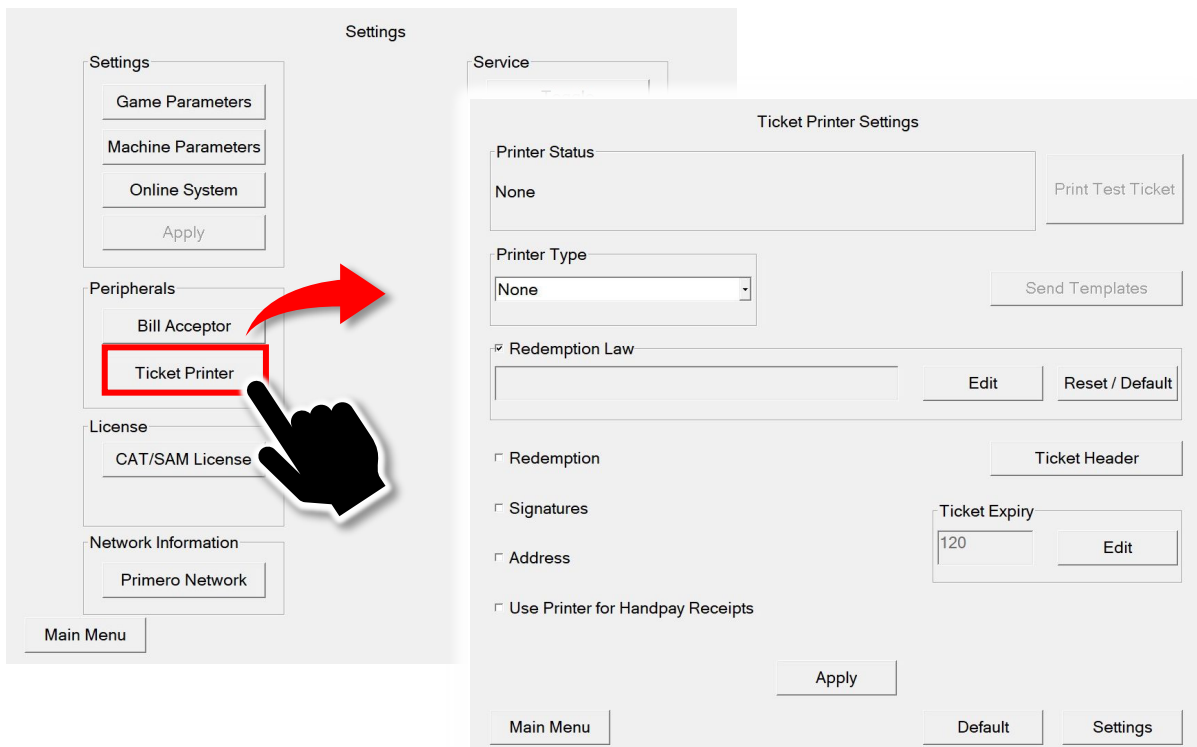 Settings
Settings
Game Parameters
Machine Parameters
Online System
Apply
Peripherals
Bill Acceptor
Ticket Printer
License
CAT/SAM License
Network Information
Primero Network
Main Menu
Service
Ticket Printer Settings
Printer Status
None
Print Test Ticket
Printer Type
None
Send Templates
Redemption Law
Edit
Reset / Default
Redemption
Ticket Header
Signatures
Ticket Expiry
120
Edit
Address
Use Printer for Handpay Receipts
Apply
Main Menu
Default
Settings